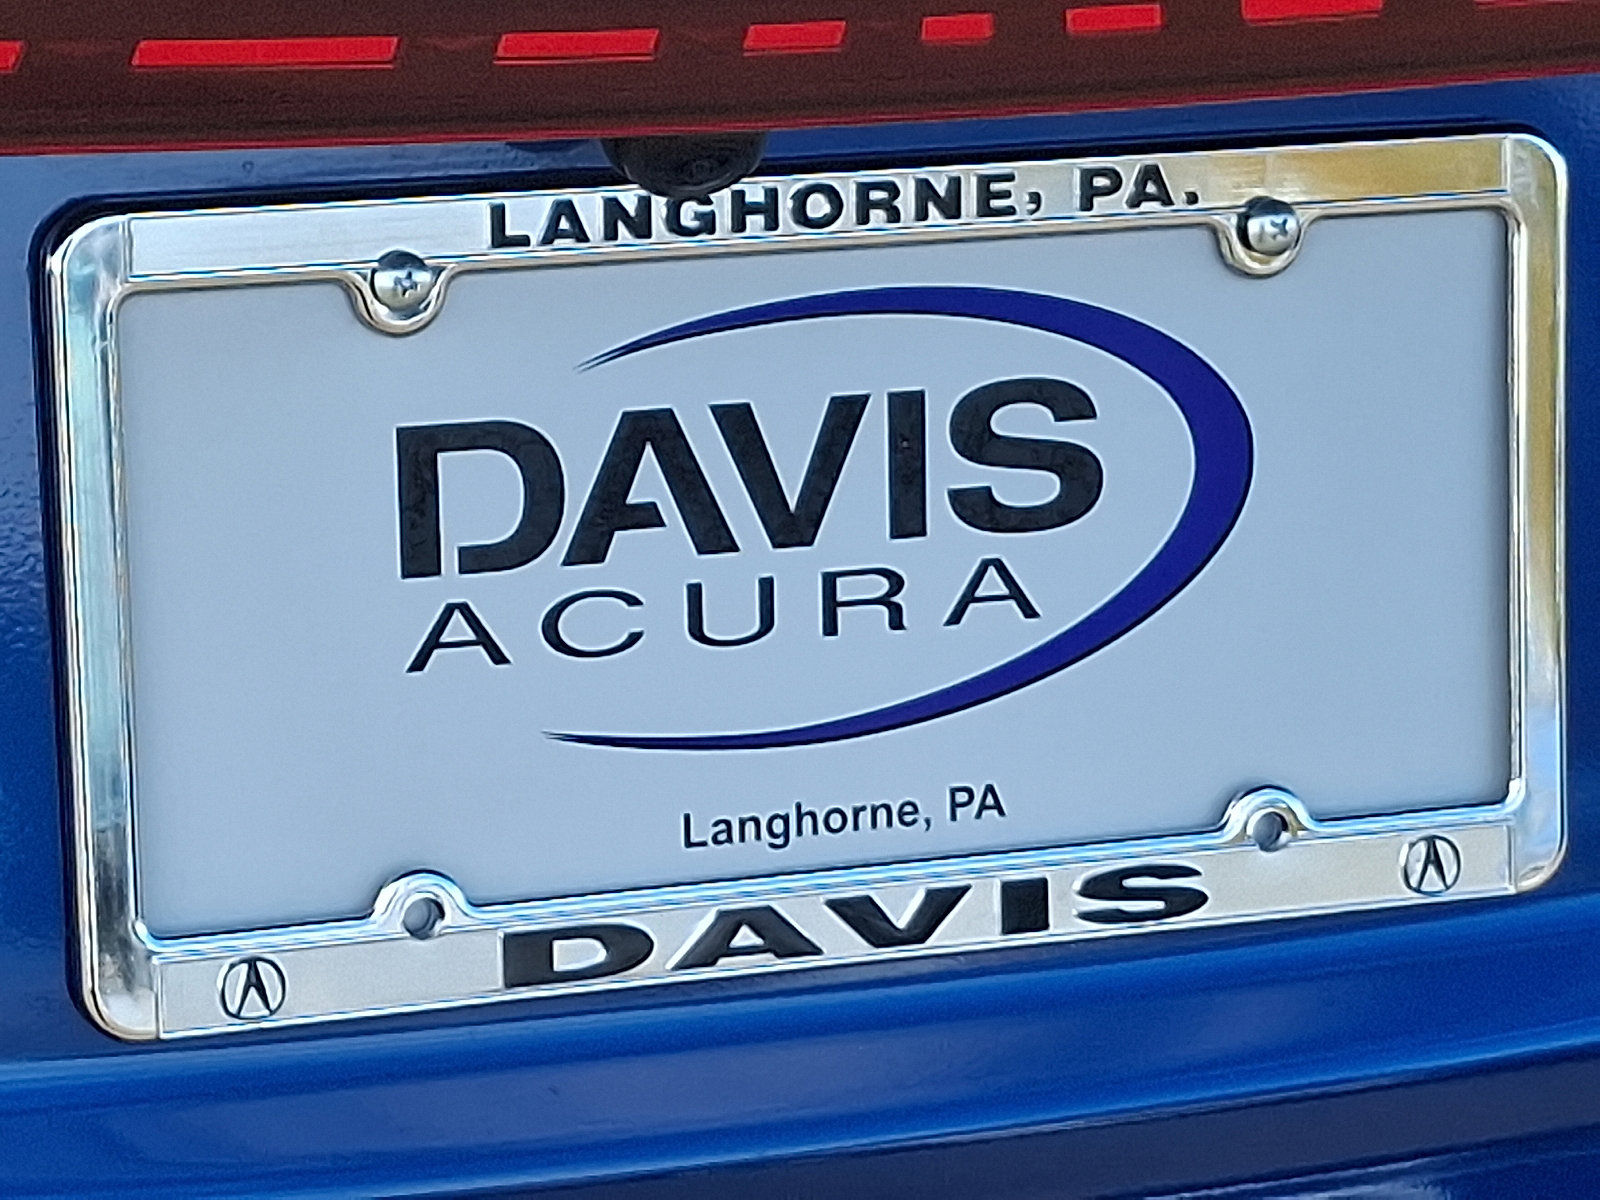 LANGHORNE, PA.
DAVIS
ACURA
Langhorne, PA
DAVIS